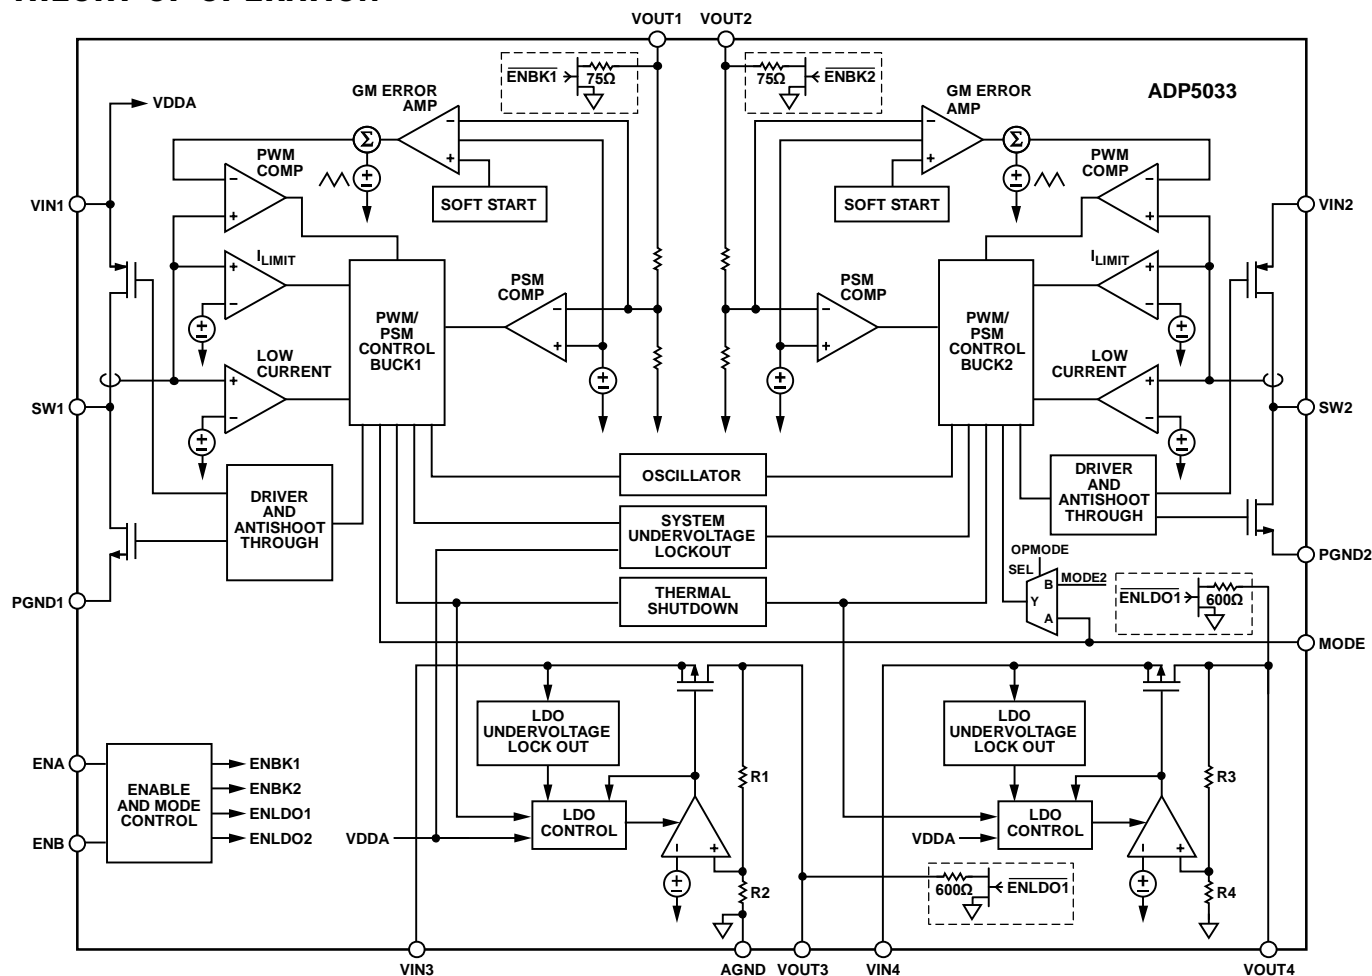 THEORY OF OPERATION
VOUT1 VOUT2
ENBK1
75Ω
75Ω
ENBK2
ADP5033
VDDA
GM ERROR
AMP
GM ERROR
AMP
Σ
Σ
PWM
COMP
PWM
COMP
SOFT START
SOFT START
VIN1
VIN2
ILIMIT
ILIMIT
PSM
COMP
PSM
COMP
PWM/
PSM
CONTROL
BUCK1
PWM/
PSM
CONTROL
BUCK2
LOW
CURRENT
LOW
CURRENT
SW1
SW2
OSCILLATOR
DRIVER
AND
ANTISHOOT
THROUGH
DRIVER
AND
ANTISHOOT
THROUGH
SYSTEM
UNDERVOLTAGE
LOCKOUT
OPMODE
SEL
B
MODE2
Y
A
PGND2
THERMAL
SHUTDOWN
ENLDO1
600Ω
PGND1
MODE
LDO
UNDERVOLTAGE
LOCK OUT
LDO
UNDERVOLTAGE
LOCK OUT
ENA
ENB
ENABLE
AND MODE
CONTROL
ENBK1
ENBK2
ENLDO1
ENLDO2
R1
R3
VDDA
LDO
CONTROL
VDDA
LDO
CONTROL
R2
600Ω
ENLDO1
R4
VIN3
AGND
VOUT3
VIN4
VOUT4